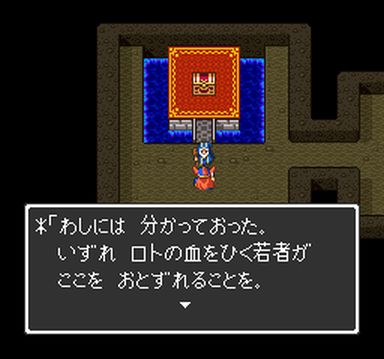 *「わしには 分かっておった。
いずれ ロトの血をひく若者が
ここを おとずれることを。